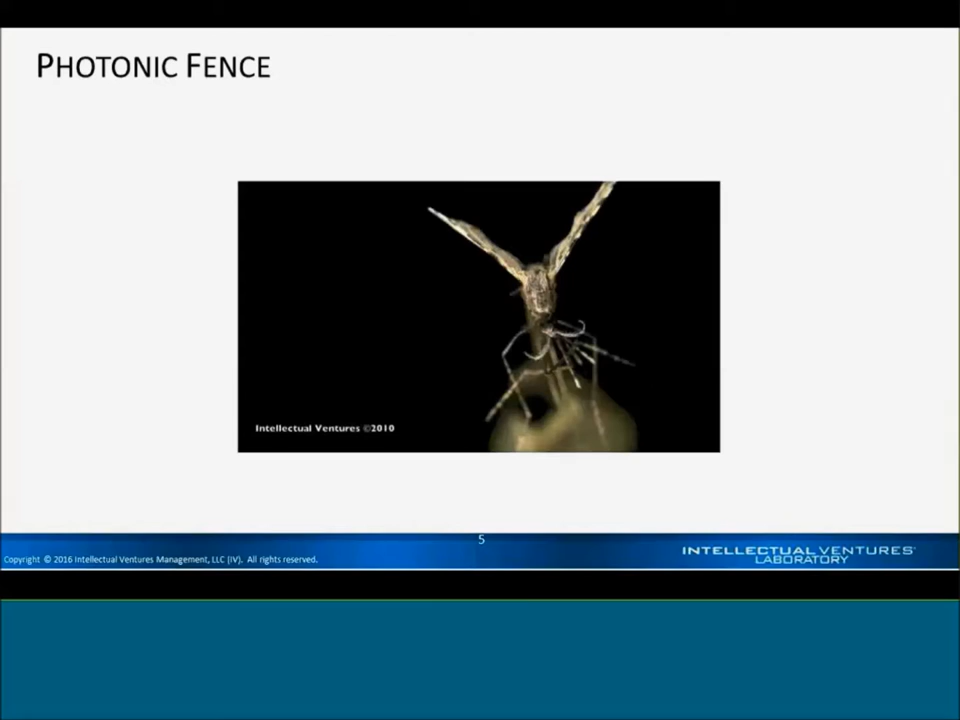 PHOTONIC FENCE
Intellectual Ventures ©2010
5
Copyright © 2016 Intellectual Ventures Management, LLC (IV). All rights reserved.
INTELLECTUAL VENTURES®
LABORATORY